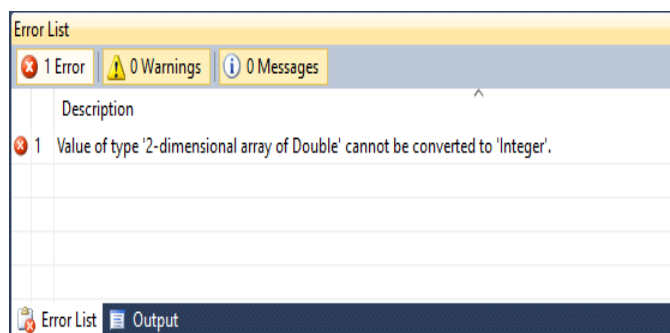 Error List
1 Error 0 Warnings 0 Messages
Description
1 Value of type '2-dimensional array of Double' cannot be converted to 'Integer'.
Error List Output